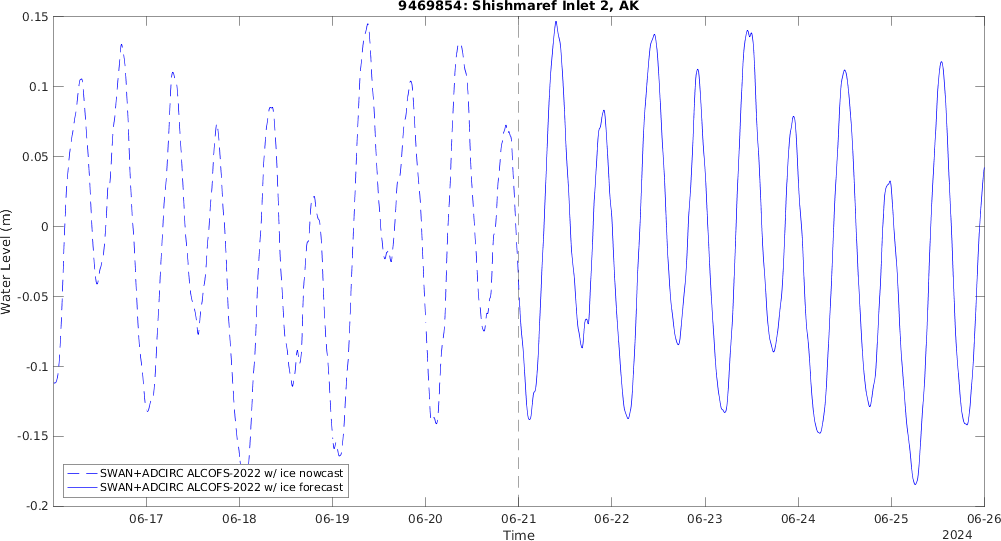 9469854: Shishmaref Inlet 2, AK
0.15
0.1
0.05
0
-0.05
-0.1
-0.15
-0.2
Water Level (m)
SWAN+ADCIRC ALCOFS-2022 w/ ice nowcast
SWAN+ADCIRC ALCOFS-2022 w/ ice forecast
06-17 06-18 06-19 06-20 06-21 06-22 06-23 06-24 06-25 06-26
Time
2024